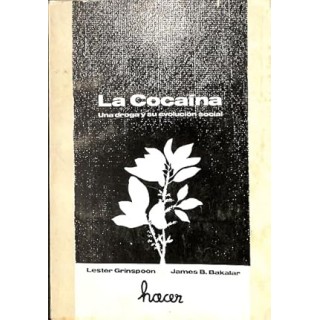 La Cocaína
Una droga y su evolución social
Lester Grinspoon James B. Bakalar
hacer